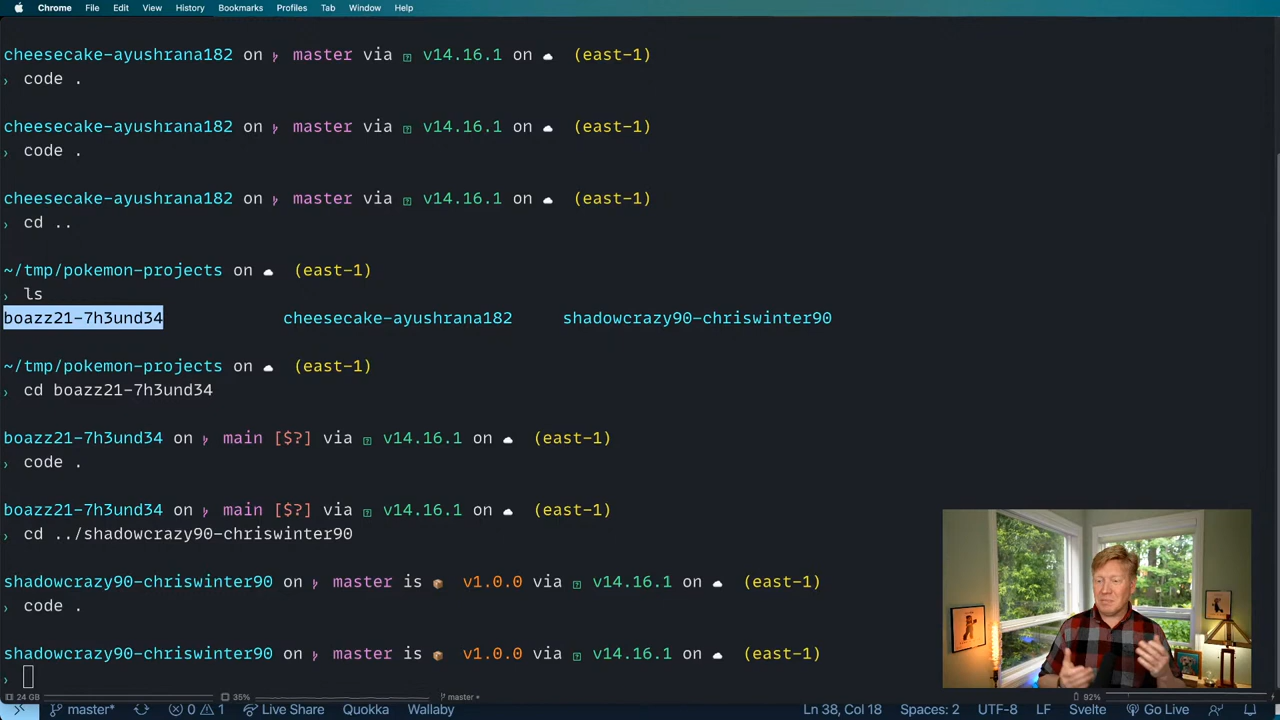 Chrome File Edit View History Bookmarks Profiles Tab Window Help
cheesecake-ayushrana182 on master via v14.16.1 on (east-1)
› code .
cheesecake-ayushrana182 on master via v14.16.1 on (east-1)
› code .
cheesecake-ayushrana182 on master via v14.16.1 on (east-1)
› cd ..
~/tmp/pokemon-projects on (east-1)
› ls
boazz21-7h3und34 cheesecake-ayushrana182 shadowcrazy90-chriswinter90
~/tmp/pokemon-projects on (east-1)
› cd boazz21-7h3und34
boazz21-7h3und34 on main [$?] via v14.16.1 on (east-1)
› code .
boazz21-7h3und34 on main [$?] via v14.16.1 on (east-1)
› cd ../shadowcrazy90-chriswinter90
shadowcrazy90-chriswinter90 on master is 📦 v1.0.0 via v14.16.1 on (east-1)
› code .
shadowcrazy90-chriswinter90 on master is 📦 v1.0.0 via v14.16.1 on (east-1)
›
24 GB 35% master • 92%
master* 0 1 Live Share Quokka Wallaby Ln 38, Col 18 Spaces: 2 UTF-8 LF Svelte Go Live